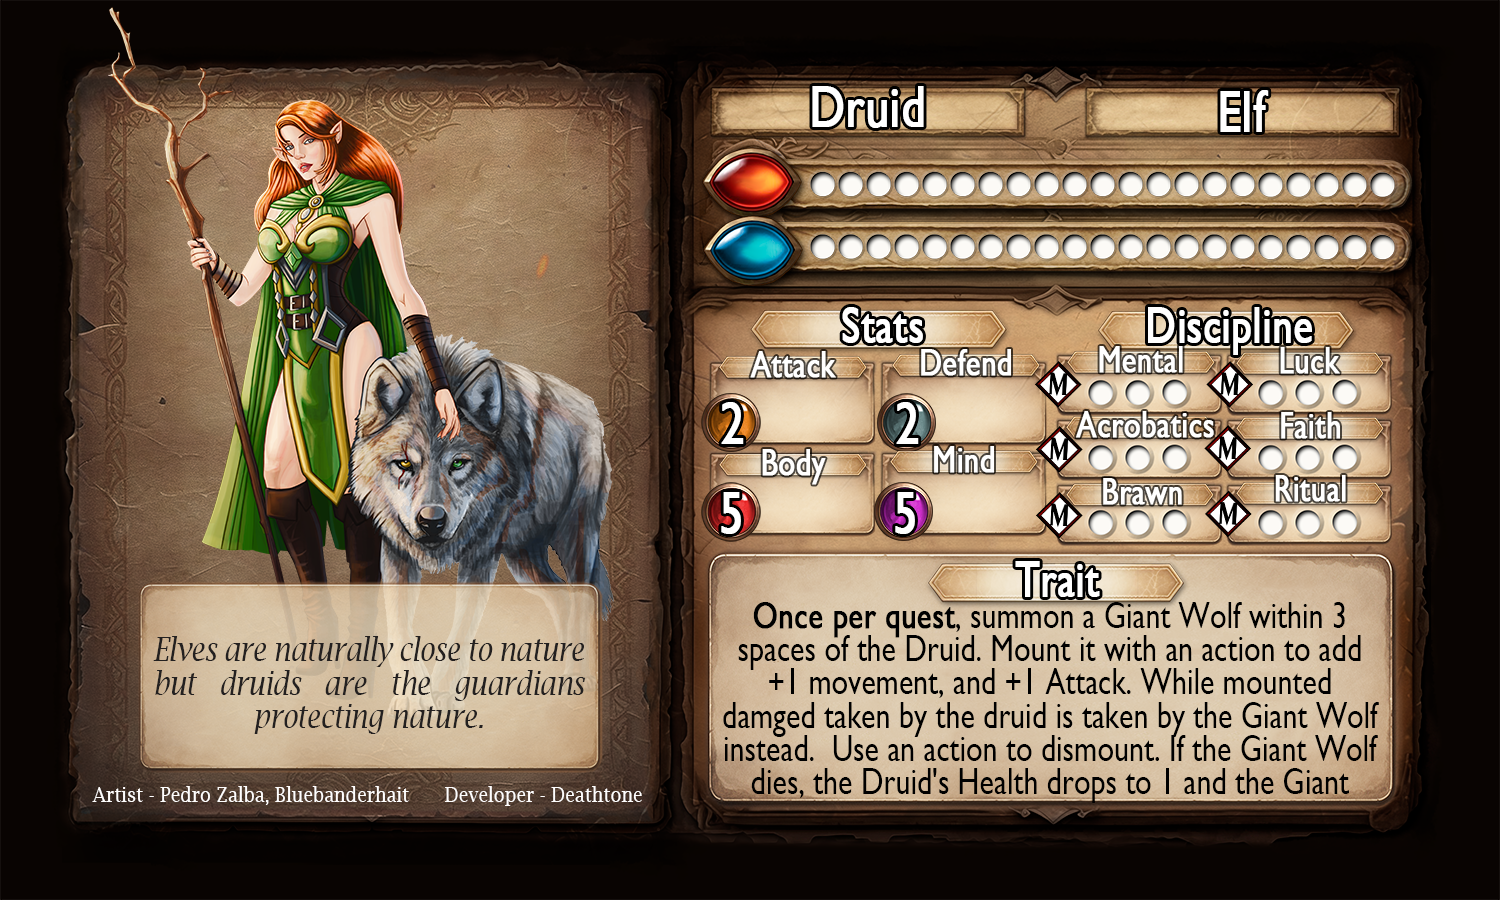 Druid
Elf
Stats
Discipline
Attack
Defend
Mental
Luck
M
M
2
2
Acrobatics
Faith
M
M
Body
Mind
Brawn
Ritual
5
5
M
M
Trait
Once per quest, summon a Giant Wolf within 3
spaces of the Druid. Mount it with an action to add
+1 movement, and +1 Attack. While mounted
damged taken by the druid is taken by the Giant Wolf
instead.  Use an action to dismount. If the Giant Wolf
dies, the Druid's Health drops to 1 and the Giant
Elves are naturally close to nature
but druids are the guardians
protecting nature.
Artist - Pedro Zalba, Bluebanderhait
Developer - Deathtone